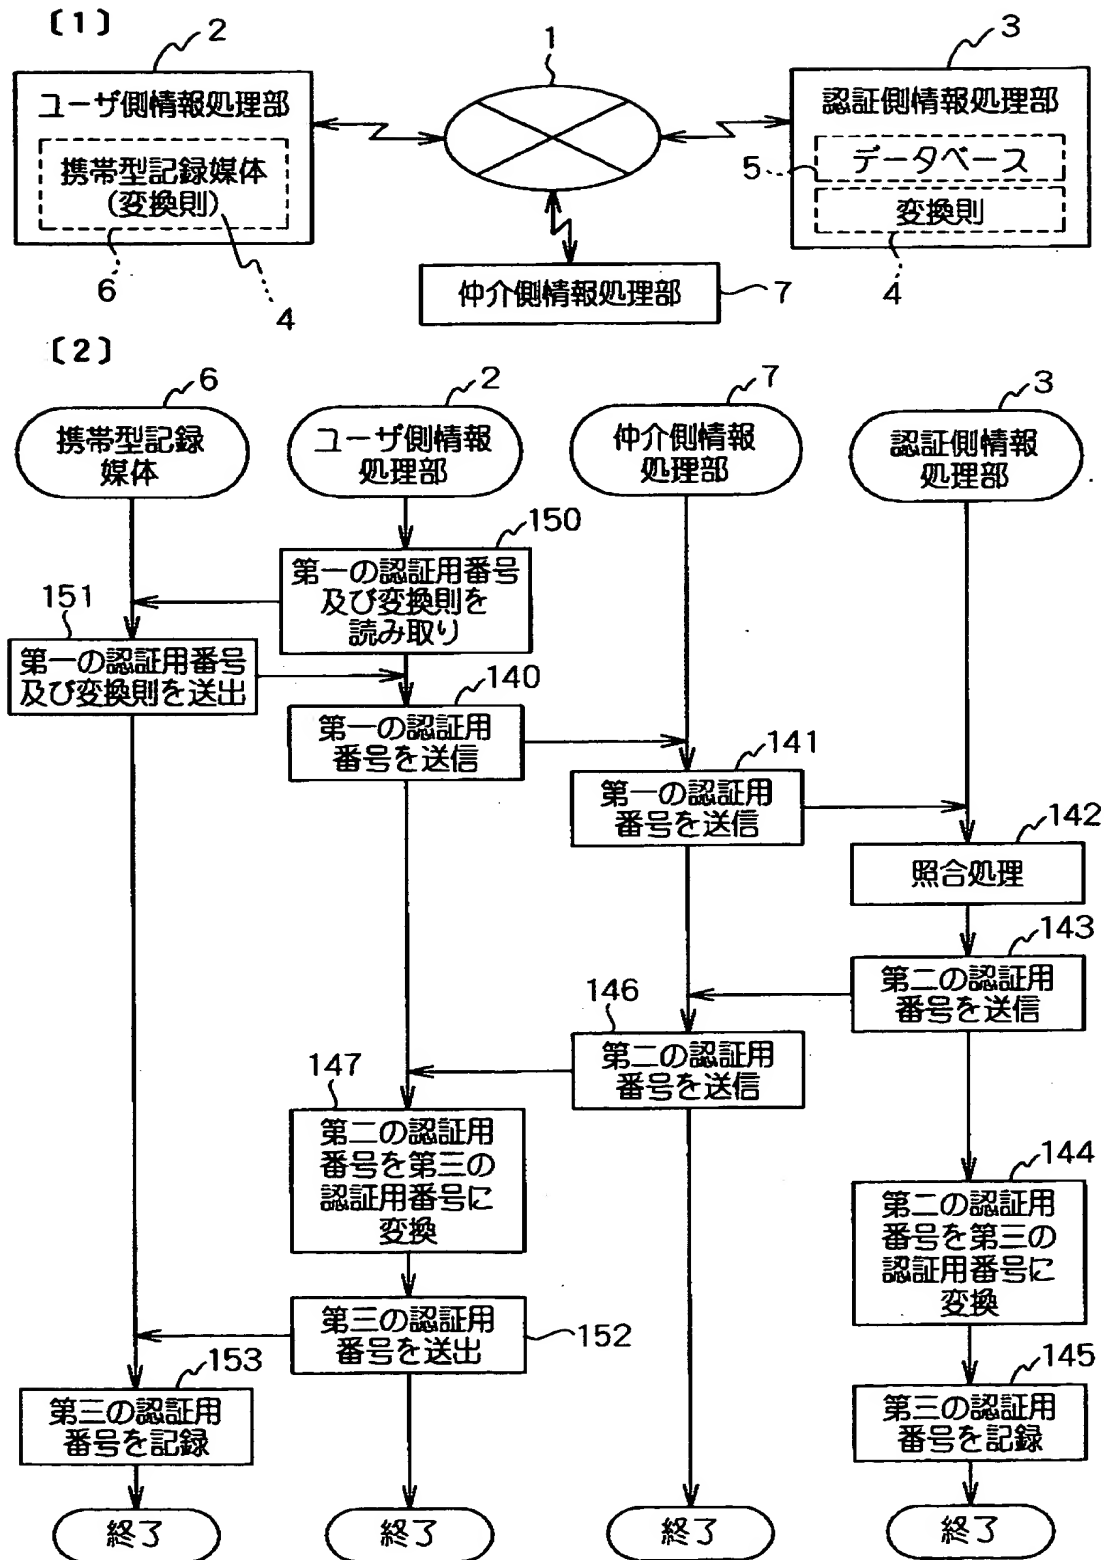 〔1〕
2
1
3
ユーザ側情報処理部
携帯型記録媒体
(変換則)
6
4
認証側情報処理部
5
データベース
変換則
4
仲介側情報処理部
7
〔2〕
6
2
7
3
携帯型記録
媒体
ユーザ側情報
処理部
仲介側情報
処理部
認証側情報
処理部
150
第一の認証用番号
及び変換則を
読み取り
151
第一の認証用番号
及び変換則を送出
140
第一の認証用
番号を送信
141
第一の認証用
番号を送信
142
照合処理
143
第二の認証用
番号を送信
146
第二の認証用
番号を送信
147
第二の認証用
番号を第三の
認証用番号に
変換
144
第二の認証用
番号を第三の
認証用番号に
変換
第三の認証用
番号を送出
152
153
第三の認証用
番号を記録
145
第三の認証用
番号を記録
終了
終了
終了
終了